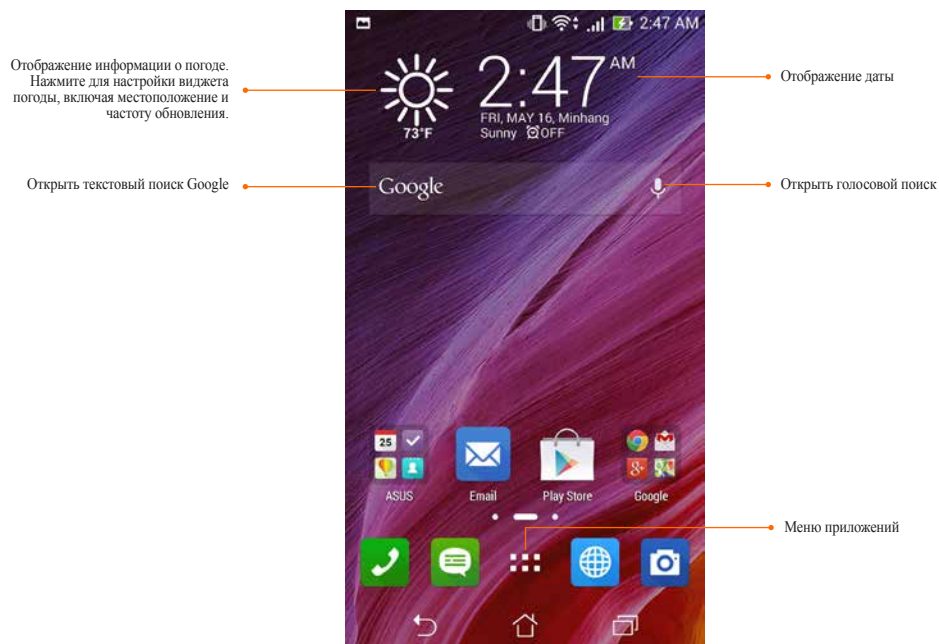 2:47 AM
Отображение информации о погоде.
Нажмите для настройки виджета
погоды, включая местоположение и
частоту обновления.
2:47 AM
Отображение даты
FRI, MAY 16, Minhang
73°F
Sunny OFF
Открыть текстовый поиск Google
Google
Открыть голосовой поиск
25
8+
ASUS
Email
Play Store
Google
Меню приложений